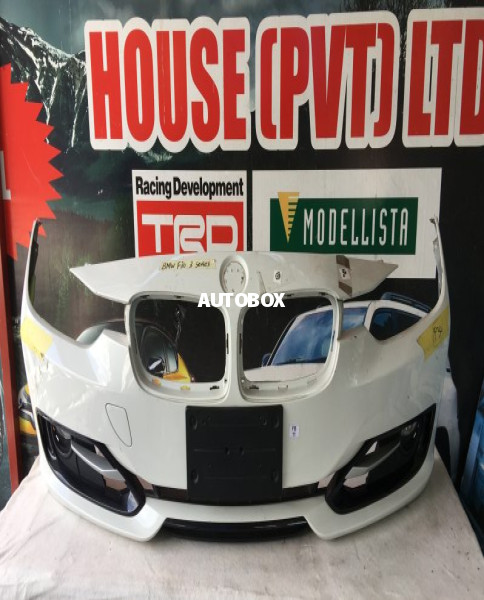 HOUSE (PVT) LTD
Racing Development
TRD
MODELLISTA
BMW F30 3 Series
AUTOBOX